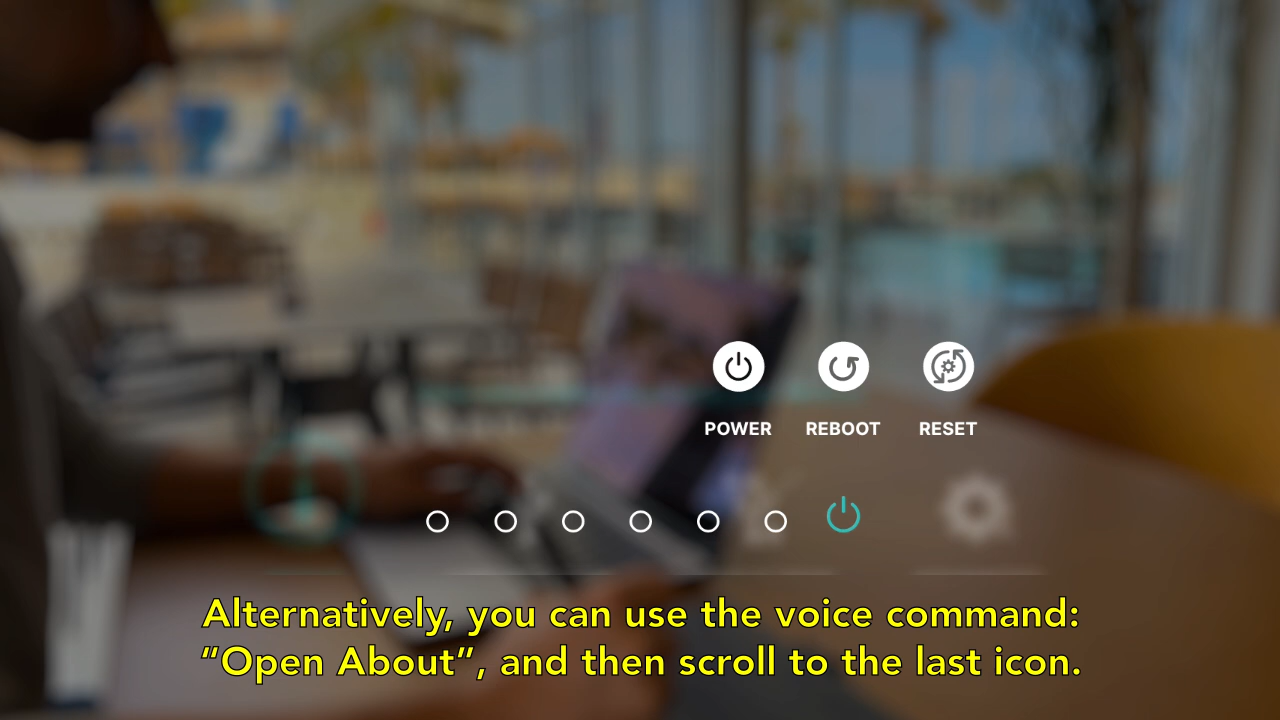 POWER REBOOT RESET
Alternatively, you can use the voice command:
“Open About”, and then scroll to the last icon.